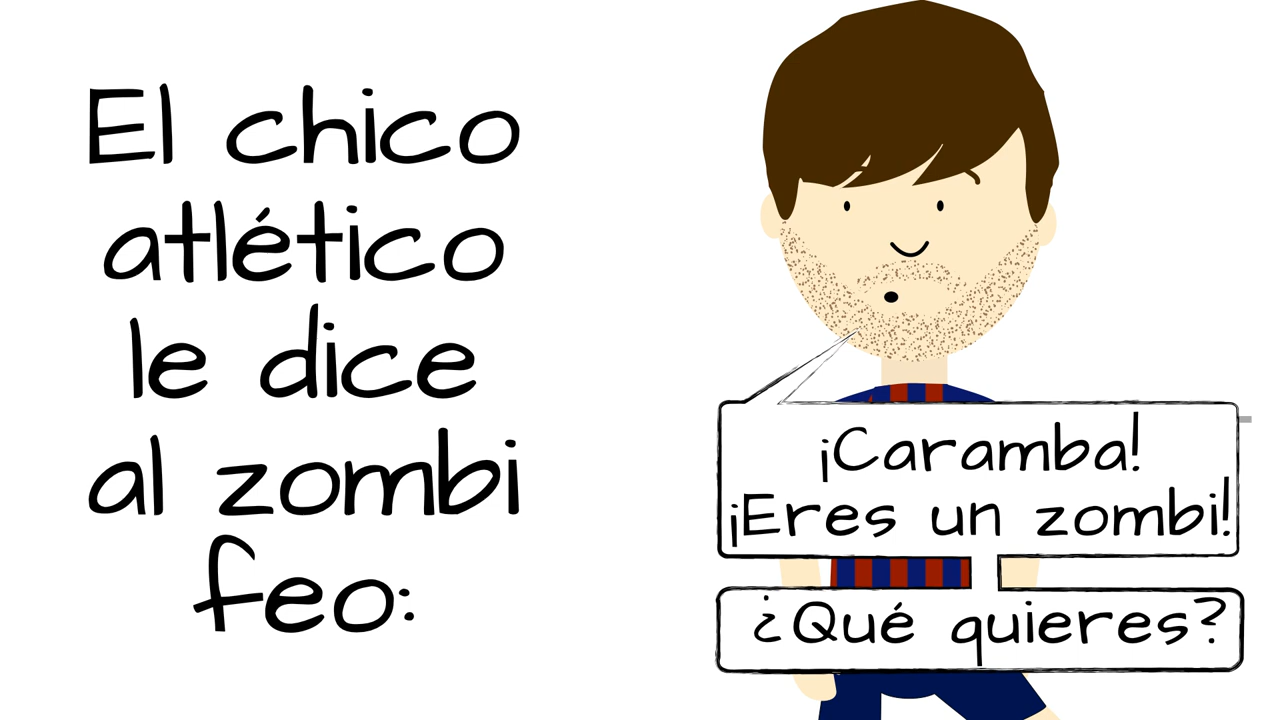 El chico
atlético
le dice
al zombi
feo:
¡Caramba!
¡Eres un zombi!
¿Qué quieres?